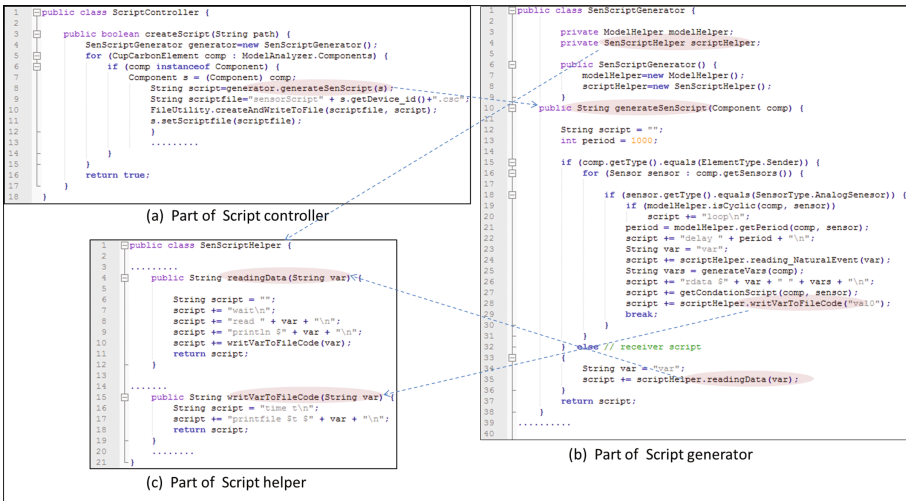 1 public class ScriptController {
2
3 public boolean createScript(String path) {
4 SenScriptGenerator generator=new SenScriptGenerator();
5 for (CupCarbonElement comp : ModelAnalyzer.Components) {
6 if (comp instanceof Component) {
7 Component s = (Component) comp;
8 String script=generator.generateSenScript(s);
9 String scriptfile="sensorScript" + s.getDevice_id()+".csc";
10 FileUtility.createAndWriteToFile(scriptfile, script);
11 s.setScriptfile(scriptfile);
12 }
13 .........
14 }
15 }
16 return true;
17 }
18 }
(a) Part of Script controller
1 public class SenScriptGenerator {
2
3 private ModelHelper modelHelper;
4 private SenScriptHelper scriptHelper;
5
6 public SenScriptGenerator() {
7 modelHelper=new ModelHelper();
8 scriptHelper=new SenScriptHelper();
9 }
10 public String generateSenScript(Component comp) {
11
12 String script = "";
13 int period = 1000;
14
15 if (comp.getType().equals(ElementType.Sender)) {
16 for (Sensor sensor : comp.getSensors()) {
17
18 if (sensor.getType().equals(SensorType.AnalogSenesor)) {
19 if (modelHelper.isCyclic(comp, sensor))
20 script += "loop\n";
21 period = modelHelper.getPeriod(comp, sensor);
22 script += "delay " + period + "\n";
23 String var = "var";
24 script += scriptHelper.reading_NaturalEvent(var);
25 String vars = generateVars(comp);
26 script += "rdata $" + var + " " + vars + "\n";
27 script += getCondationScript(comp, sensor);
28 script += scriptHelper.writVarToFileCode("val0");
29 break;
30 }
31 }
32 } else // receiver script
33 {
34 String var = "var";
35 script += scriptHelper.readingData(var);
36 }
37 return script;
38 }
39 ..........
40
(b) Part of Script generator
1 public class SenScriptHelper {
2
3 .........
4 public String readingData(String var) {
5
6 String script = "";
7 script += "wait\n";
8 script += "read " + var + "\n";
9 script += "println $" + var + "\n";
10 script += writVarToFileCode(var);
11 return script;
12 }
13
14 .......
15 public String writVarToFileCode(String var) {
16 String script = "time t\n";
17 script += "printfile $t $" + var + "\n";
18 return script;
19 }
20 ........
21 }
(c) Part of Script helper